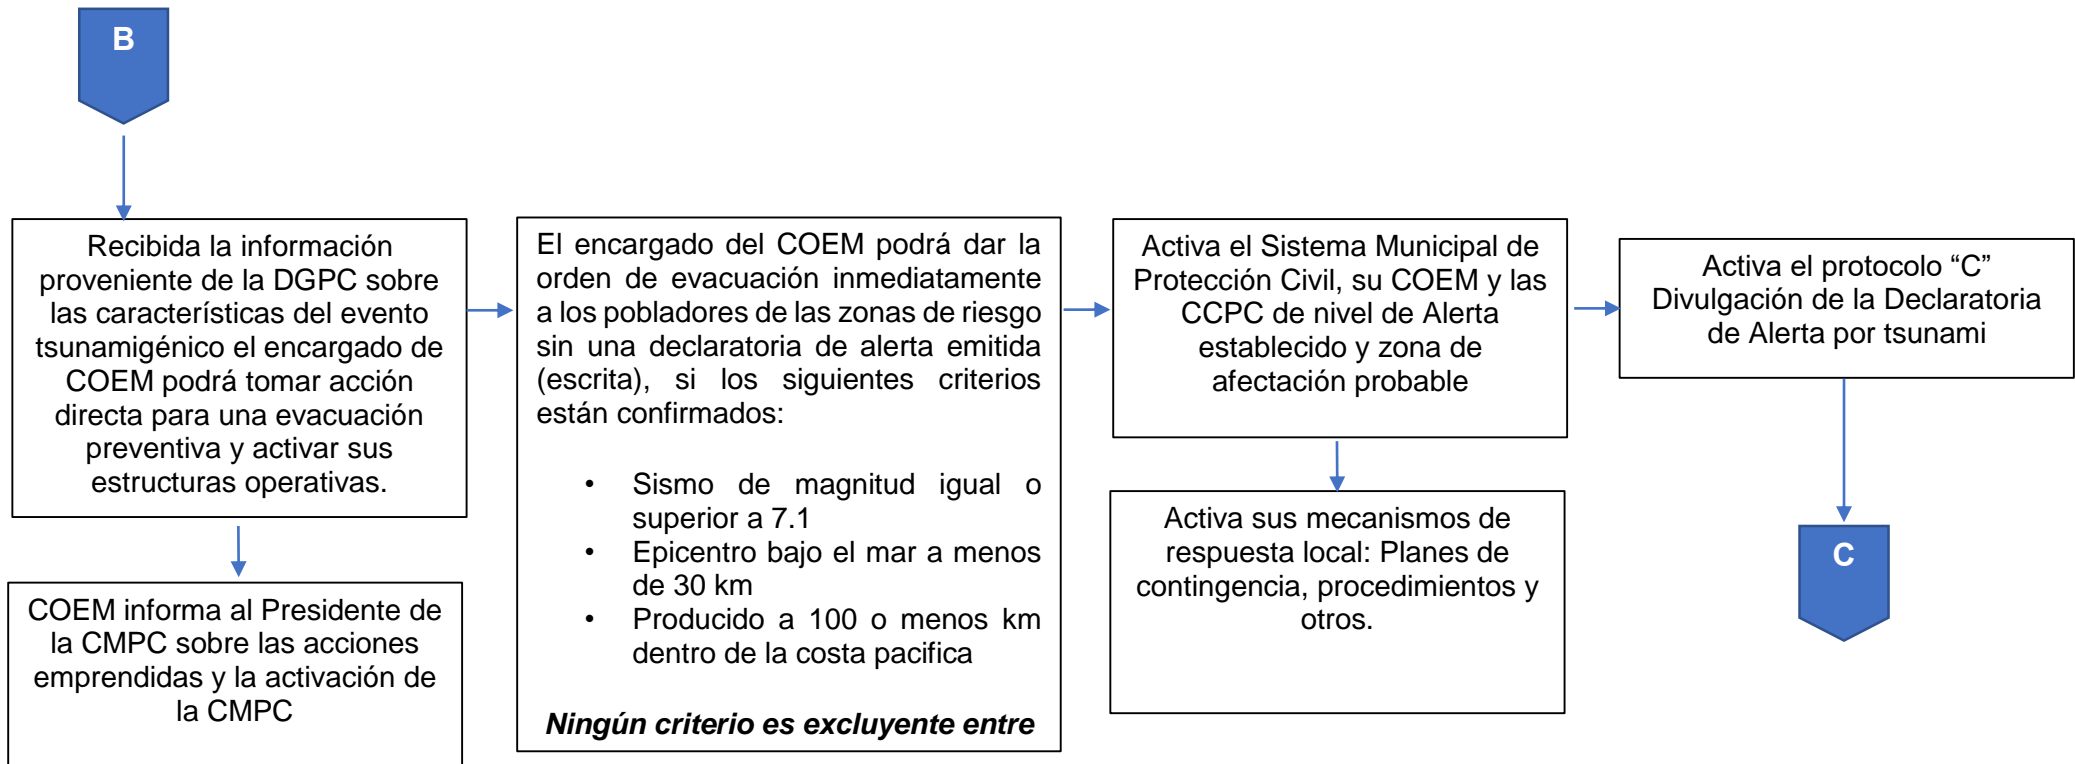 B
Recibida la información
proveniente de la DGPC sobre
las características del evento
tsunamigénico el encargado de
COEM podrá tomar acción
directa para una evacuación
preventiva y activar sus
estructuras operativas.
COEM informa al Presidente de
la CMPC sobre las acciones
emprendidas y la activación de
la CMPC
El encargado del COEM podrá dar la
orden de evacuación inmediatamente
a los pobladores de las zonas de riesgo
sin una declaratoria de alerta emitida
(escrita), si los siguientes criterios
están confirmados:
• Sismo de magnitud igual o
superior a 7.1
• Epicentro bajo el mar a menos
de 30 km
• Producido a 100 o menos km
dentro de la costa pacifica
Ningún criterio es excluyente entre
Activa el Sistema Municipal de
Protección Civil, su COEM y las
CCPC de nivel de Alerta
establecido y zona de
afectación probable
Activa sus mecanismos de
respuesta local: Planes de
contingencia, procedimientos y
otros.
Activa el protocolo “C”
Divulgación de la Declaratoria
de Alerta por tsunami
C